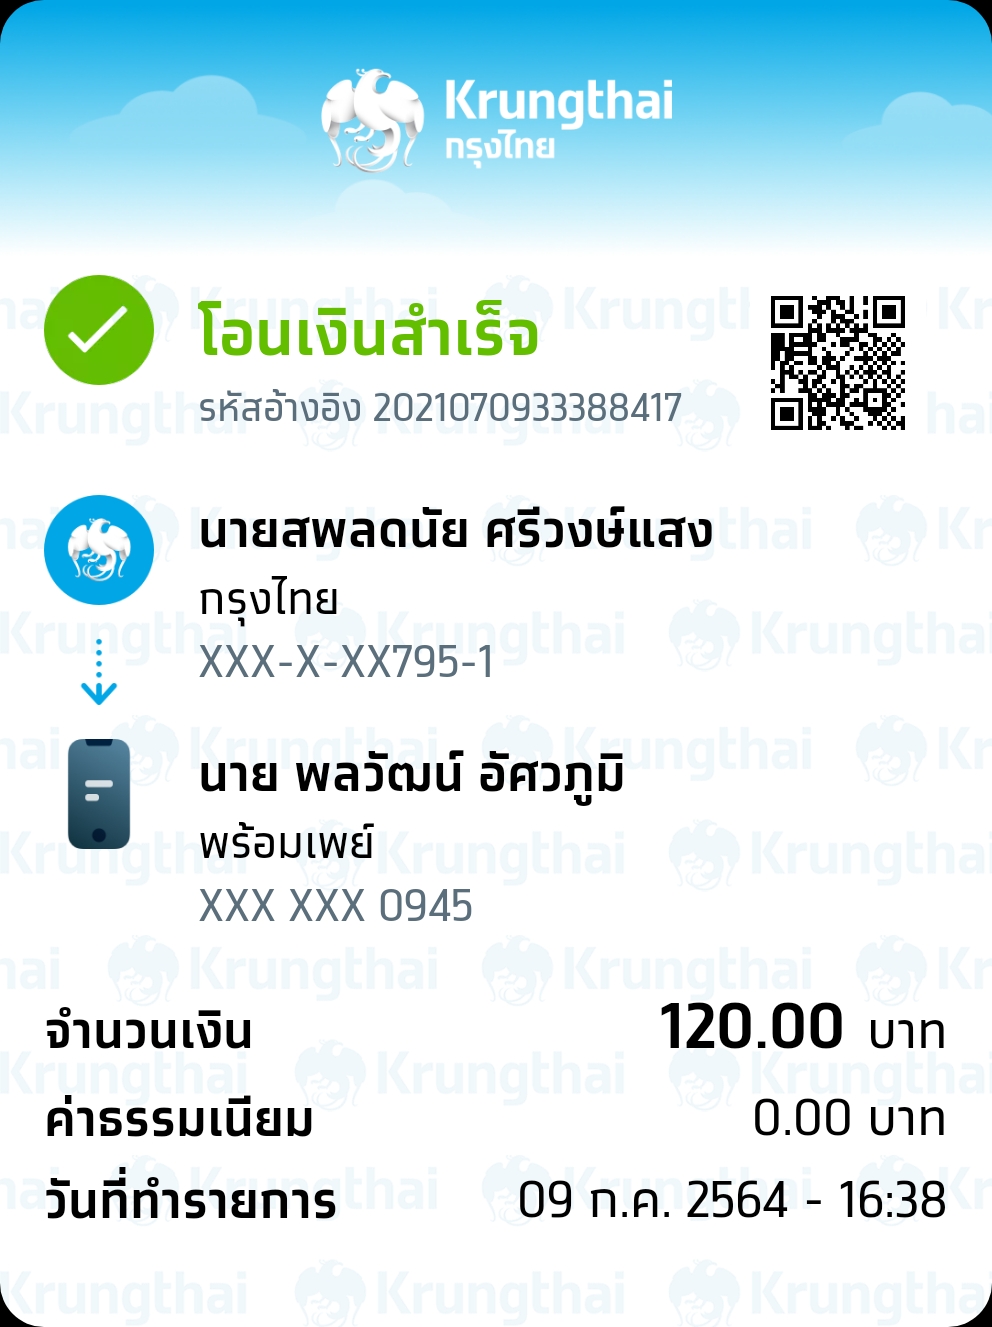 Krungthai
กรุงไทย
โอนเงินสำเร็จ
รหัสอ้างอิง 2021070933388417
นายสพลดนัย ศรีวงษ์แสง
กรุงไทย
XXX-X-XX795-1
นาย พลวัฒน์ อัศวภูมิ
พร้อมเพย์
XXX XXX 0945
จำนวนเงิน 120.00 บาท
ค่าธรรมเนียม 0.00 บาท
วันที่ทำรายการ 09 ก.ค. 2564 - 16:38